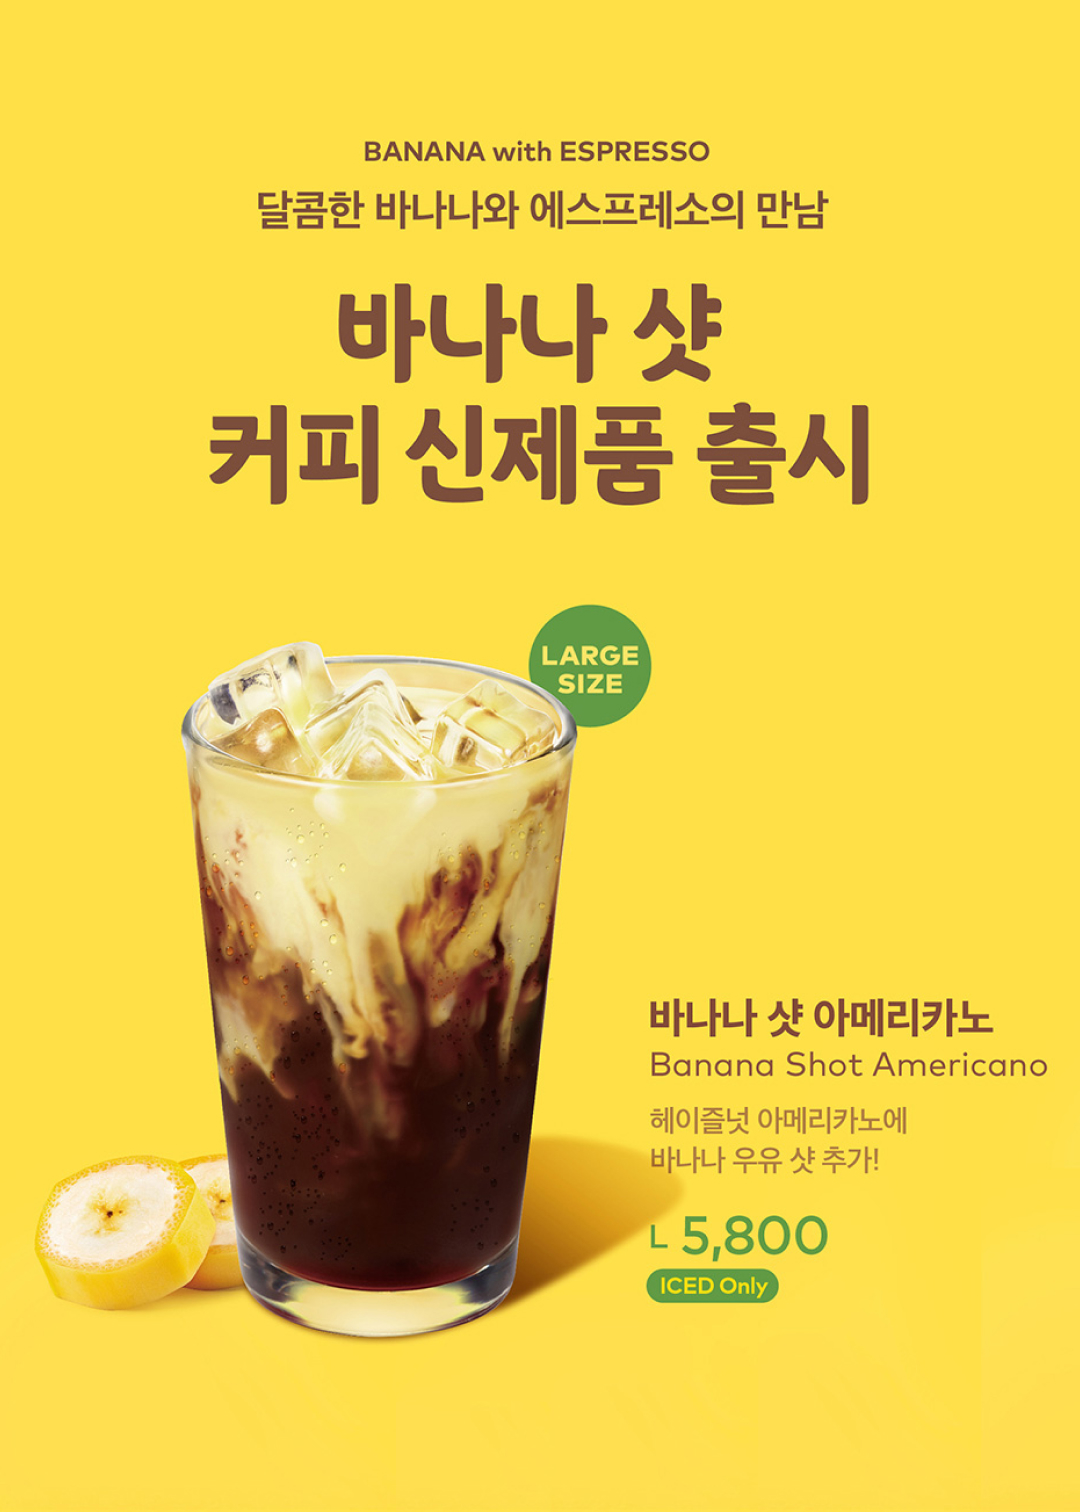 BANANA with ESPRESSO
달콤한 바나나와 에스프레소의 만남
바나나 샷
커피 신제품 출시
LARGE
SIZE
바나나 샷 아메리카노
Banana Shot Americano
헤이즐넛 아메리카노에
바나나 우유 샷 추가!
L 5,800
ICED Only